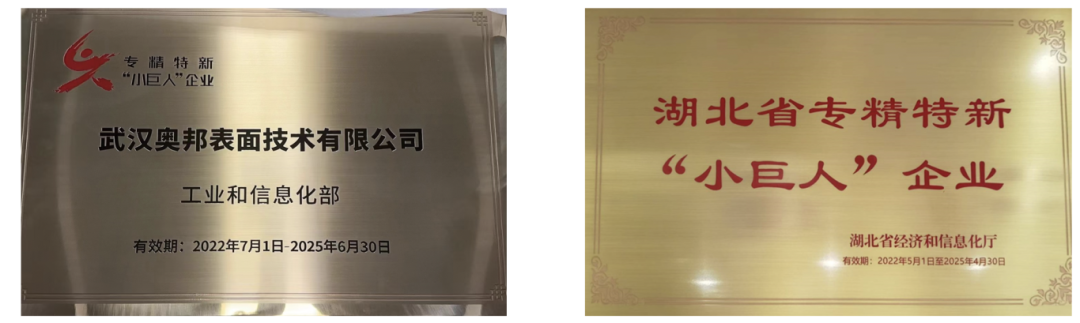 专精特新
“小巨人”企业
武汉奥邦表面技术有限公司
工业和信息化部
有效期：2022年7月1日-2025年6月30日
湖北省专精特新
“小巨人”企业
湖北省经济和信息化厅
有效期：2022年5月1日至2025年4月30日